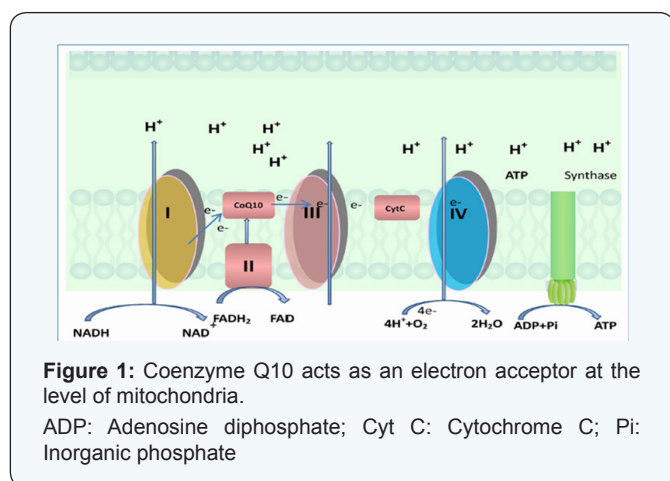 H+ H+ H+
H+
H+
H+ H+ H+ H+ H+
ATP Synthase
I e- CoQ10 e- III e- CytC e- IV
e- e-
II
NADH NAD+ FADH₂ FAD 4e- 4H⁺+O₂ 2H₂O ADP+Pi ATP
Figure 1: Coenzyme Q10 acts as an electron acceptor at the
level of mitochondria.
ADP: Adenosine diphosphate; Cyt C: Cytochrome C; Pi:
Inorganic phosphate